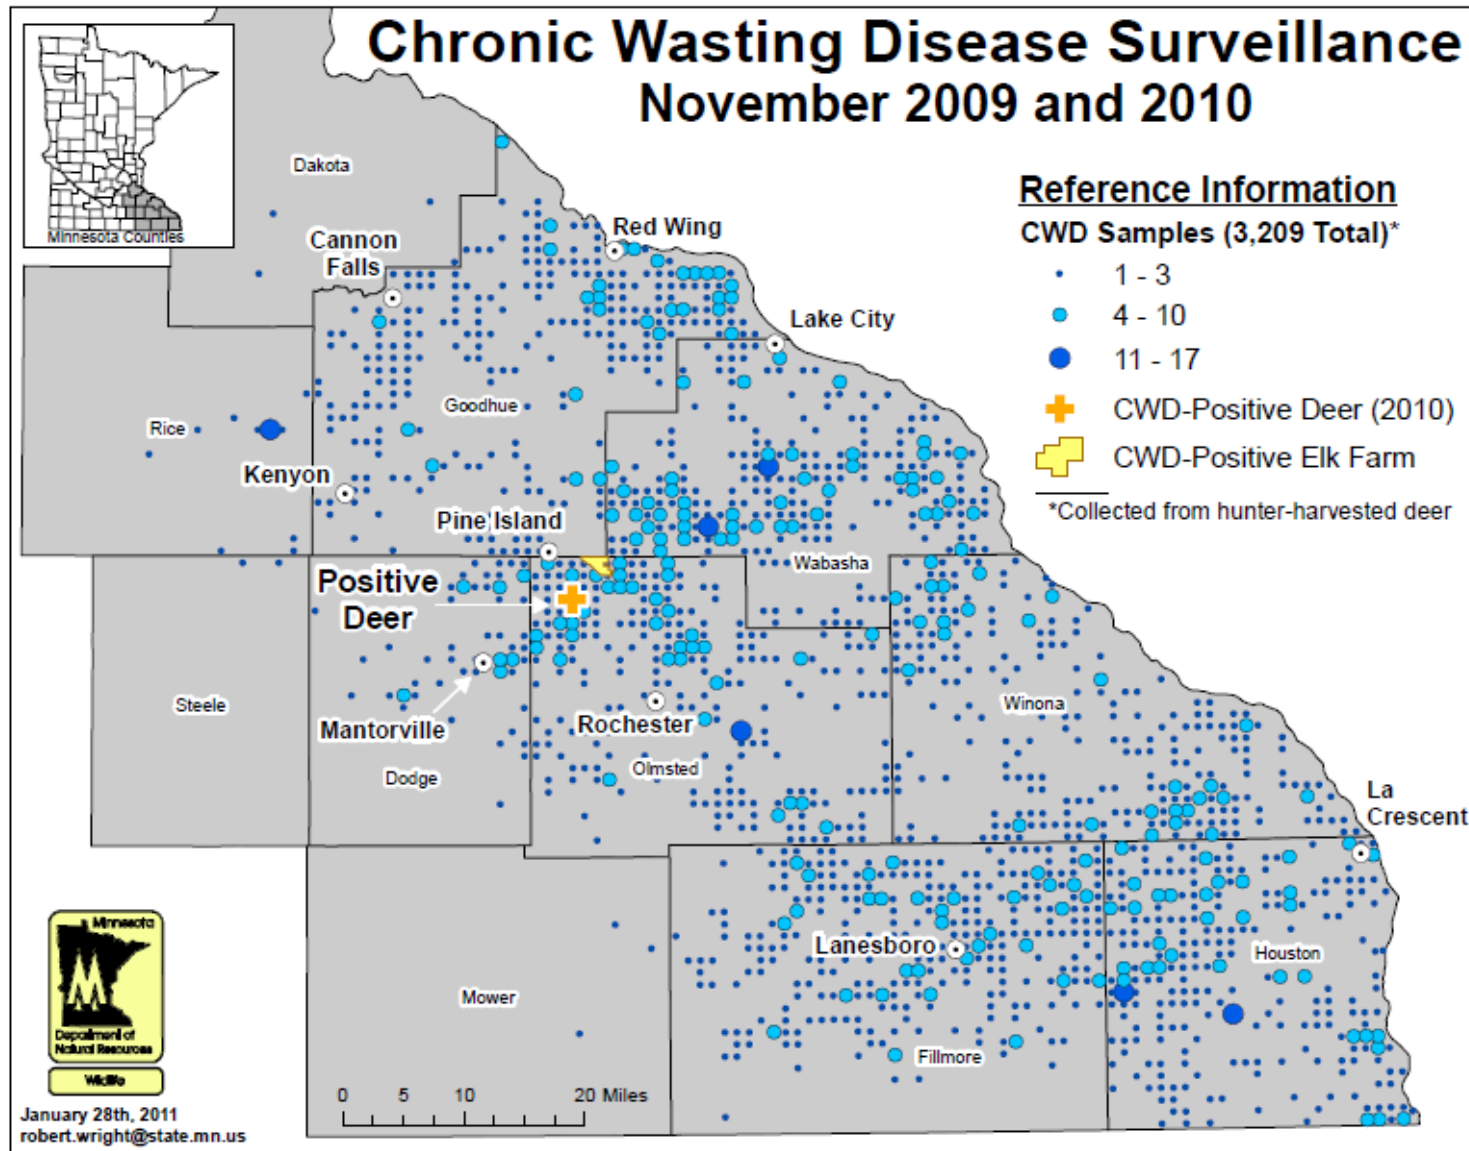 Chronic Wasting Disease Surveillance
November 2009 and 2010
Minnesota Counties
Reference Information
CWD Samples (3,209 Total)*
1 - 3
4 - 10
11 - 17
CWD-Positive Deer (2010)
CWD-Positive Elk Farm
*Collected from hunter-harvested deer
Dakota
Cannon
Falls
Red Wing
Lake City
Rice
Goodhue
Kenyon
Pine Island
Wabasha
Positive
Deer
Steele
Mantorville
Dodge
Rochester
Olmsted
Winona
La
Crescent
Mower
Lanesboro
Fillmore
Houston
Minnesota
Department of
Natural Resources
Wildlife
0 5 10 20 Miles
January 28th, 2011
robert.wright@state.mn.us